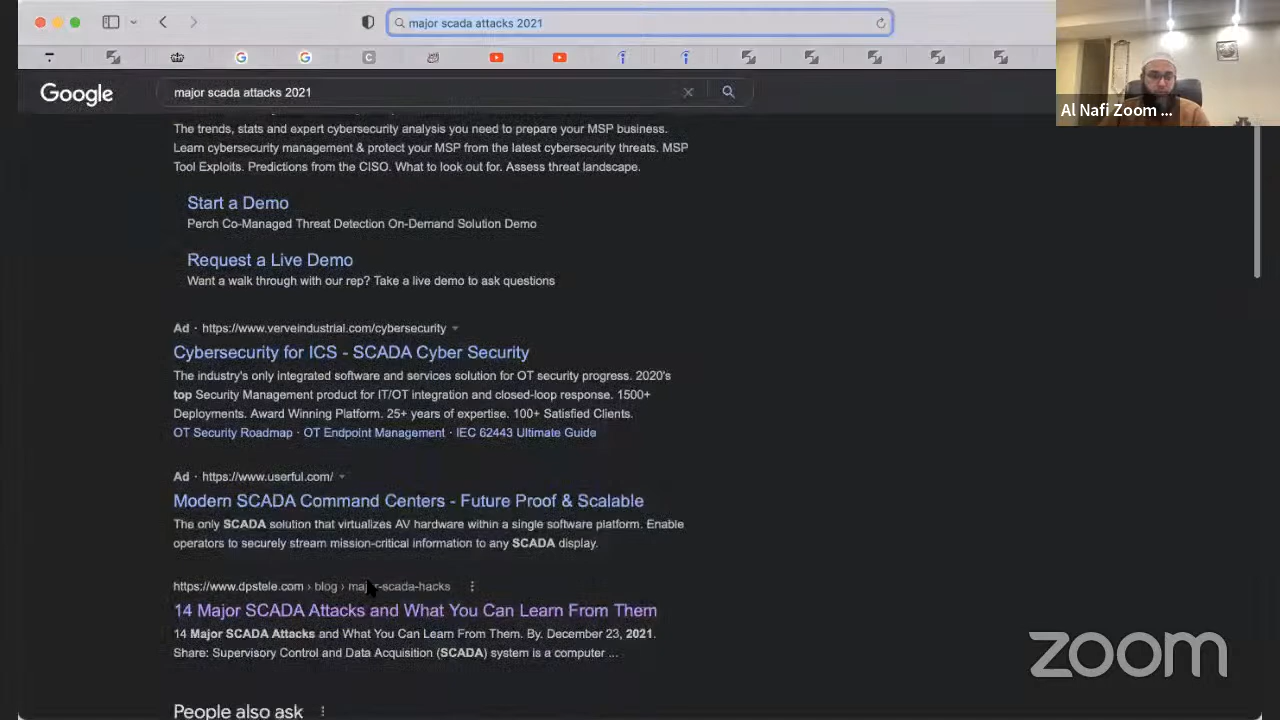 major scada attacks 2021
Al Nafi Zoom ...
Google
major scada attacks 2021
The trends, stats and expert cybersecurity analysis you need to prepare your MSP business.
Learn cybersecurity management & protect your MSP from the latest cybersecurity threats. MSP
Tool Exploits. Predictions from the CISO. What to look out for. Assess threat landscape.
Start a Demo
Perch Co-Managed Threat Detection On-Demand Solution Demo
Request a Live Demo
Want a walk through with our rep? Take a live demo to ask questions
Ad · https://www.verveindustrial.com/cybersecurity
Cybersecurity for ICS - SCADA Cyber Security
The industry's only integrated software and services solution for OT security progress. 2020's
top Security Management product for IT/OT integration and closed-loop response. 1500+
Deployments. Award Winning Platform. 25+ years of expertise. 100+ Satisfied Clients.
OT Security Roadmap · OT Endpoint Management · IEC 62443 Ultimate Guide
Ad · https://www.userful.com/
Modern SCADA Command Centers - Future Proof & Scalable
The only SCADA solution that virtualizes AV hardware within a single software platform. Enable
operators to securely stream mission-critical information to any SCADA display.
https://www.dpstele.com › blog › major-scada-hacks
14 Major SCADA Attacks and What You Can Learn From Them
14 Major SCADA Attacks and What You Can Learn From Them. By. December 23, 2021.
Share: Supervisory Control and Data Acquisition (SCADA) system is a computer ...
People also ask
zoom